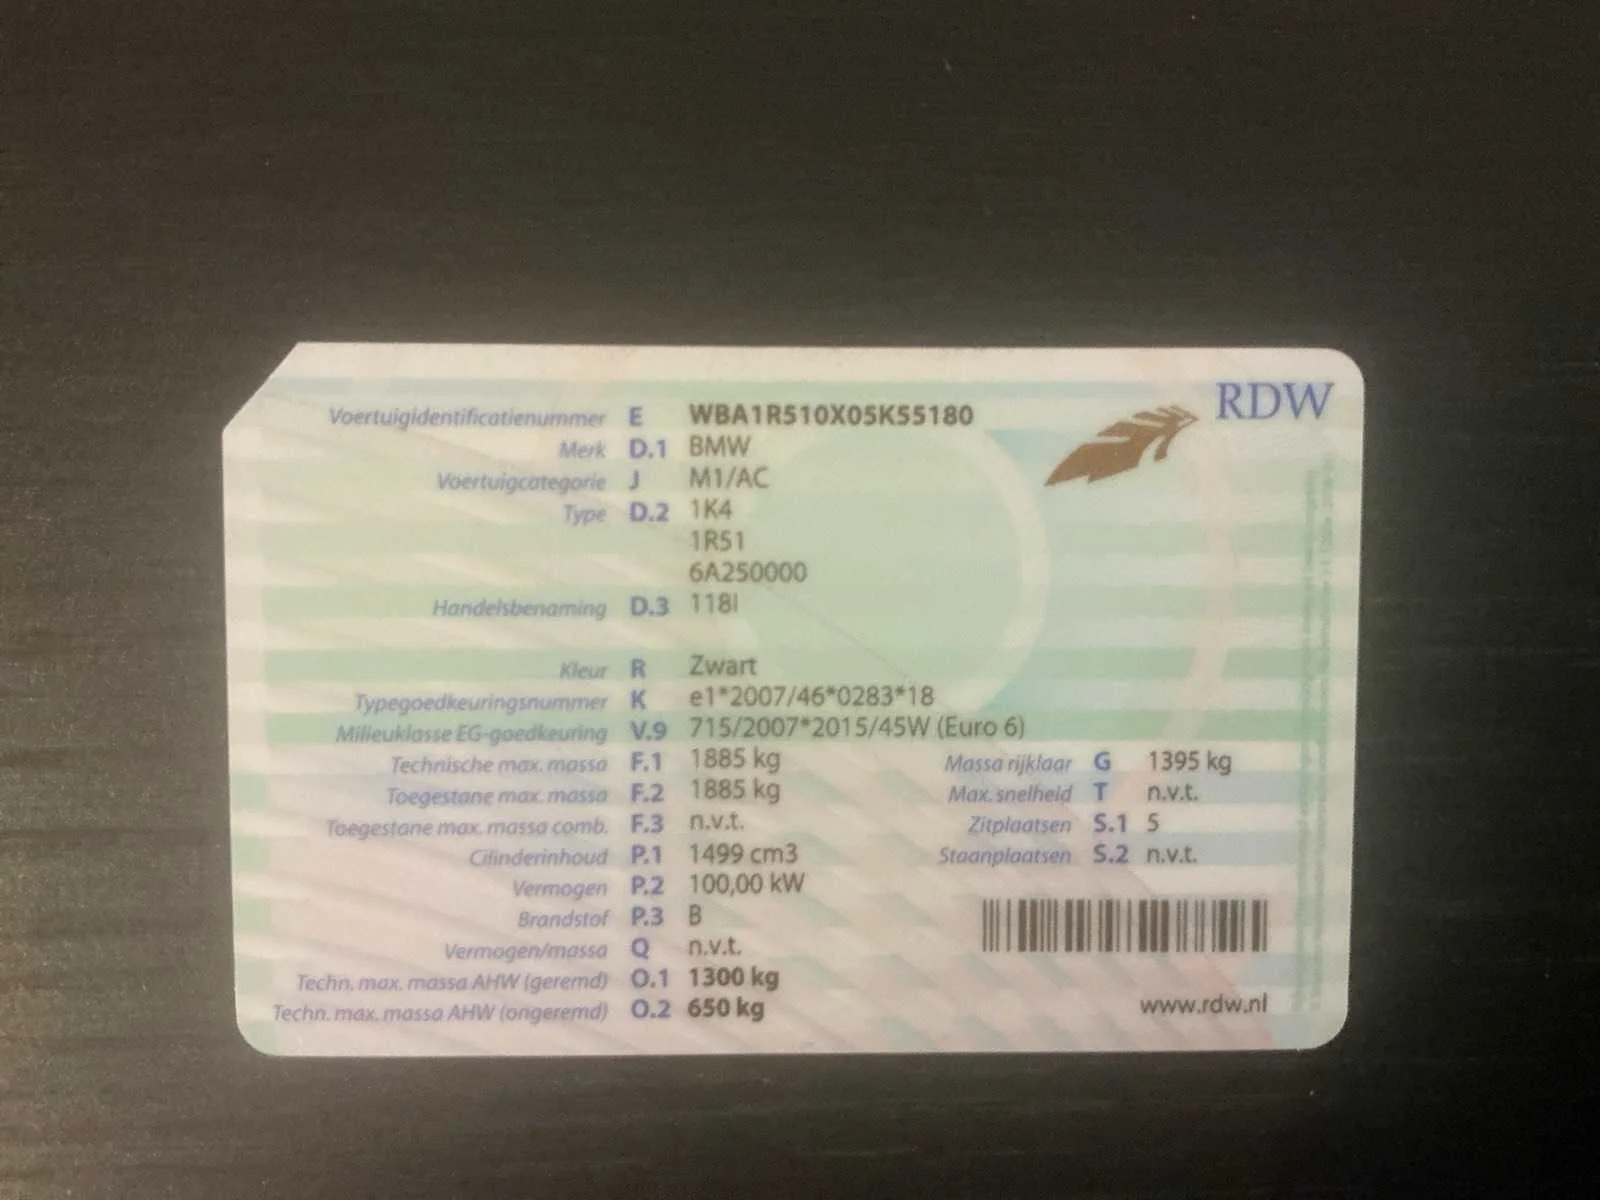 RDW
Voertuigidentificatienummer E WBA1R510X05K55180
Merk D.1 BMW
Voertuigcategorie J M1/AC
Type D.2 1K4
1R51
6A250000
Handelsbenaming D.3 118I
Kleur R Zwart
Typegoedkeuringsnummer K e1*2007/46*0283*18
Milieuklasse EG-goedkeuring V.9 715/2007*2015/45W (Euro 6)
Technische max. massa F.1 1885 kg Massa rijklaar G 1395 kg
Toegestane max. massa F.2 1885 kg Max. snelheid T n.v.t.
Toegestane max. massa comb. F.3 n.v.t. Zitplaatsen S.1 5
Cilinderinhoud P.1 1499 cm3 Staanplaatsen S.2 n.v.t.
Vermogen P.2 100,00 kW
Brandstof P.3 B
Vermogen/massa Q n.v.t.
Techn. max. massa AHW (geremd) O.1 1300 kg
Techn. max. massa AHW (ongeremd) O.2 650 kg
www.rdw.nl